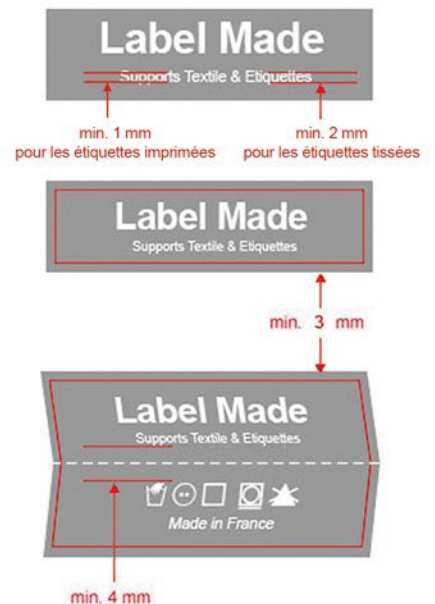 Label Made
Supports Textile & Etiquettes
min. 1 mm
pour les étiquettes imprimées
min. 2 mm
pour les étiquettes tissées
Label Made
Supports Textile & Etiquettes
min. 3 mm
Label Made
Supports Textile & Etiquettes
Made in France
min. 4 mm